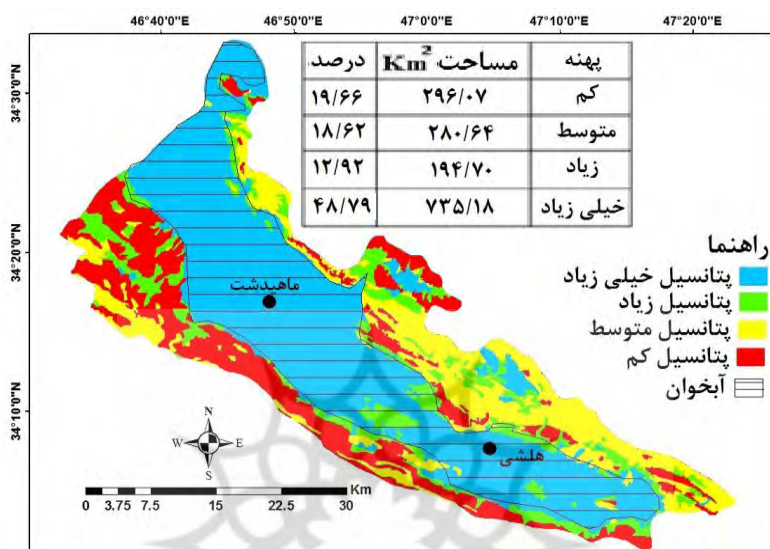 46°40'0"E 46°50'0"E 47°00'0"E 47°10'0"E 47°20'0"E
34°30'0"N
34°20'0"N
34°10'0"N
پهنه مساحت Km² درصد
کم ۲۹۶/۰۷ ۱۹/۶۶
متوسط ۲۸۰/۶۴ ۱۸/۶۲
زیاد ۱۹۴/۷۰ ۱۲/۹۲
خیلی زیاد ۷۳۵/۱۸ ۴۸/۷۹
راهنما
پتانسیل خیلی زیاد
پتانسیل زیاد
پتانسیل متوسط
پتانسیل کم
آبخوان
ماهیدشت
هلشی
N
W E
S
Km
0 3.75 7.5 15 22.5 30